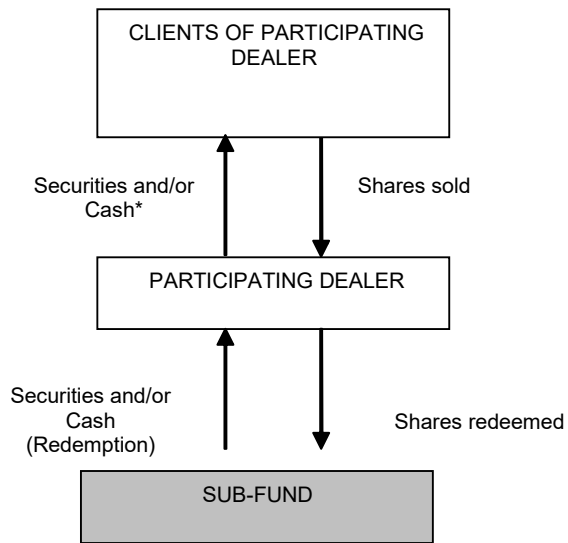 CLIENTS OF PARTICIPATING
DEALER
Securities and/or
Cash*
Shares sold
PARTICIPATING DEALER
Securities and/or
Cash
(Redemption)
Shares redeemed
SUB-FUND